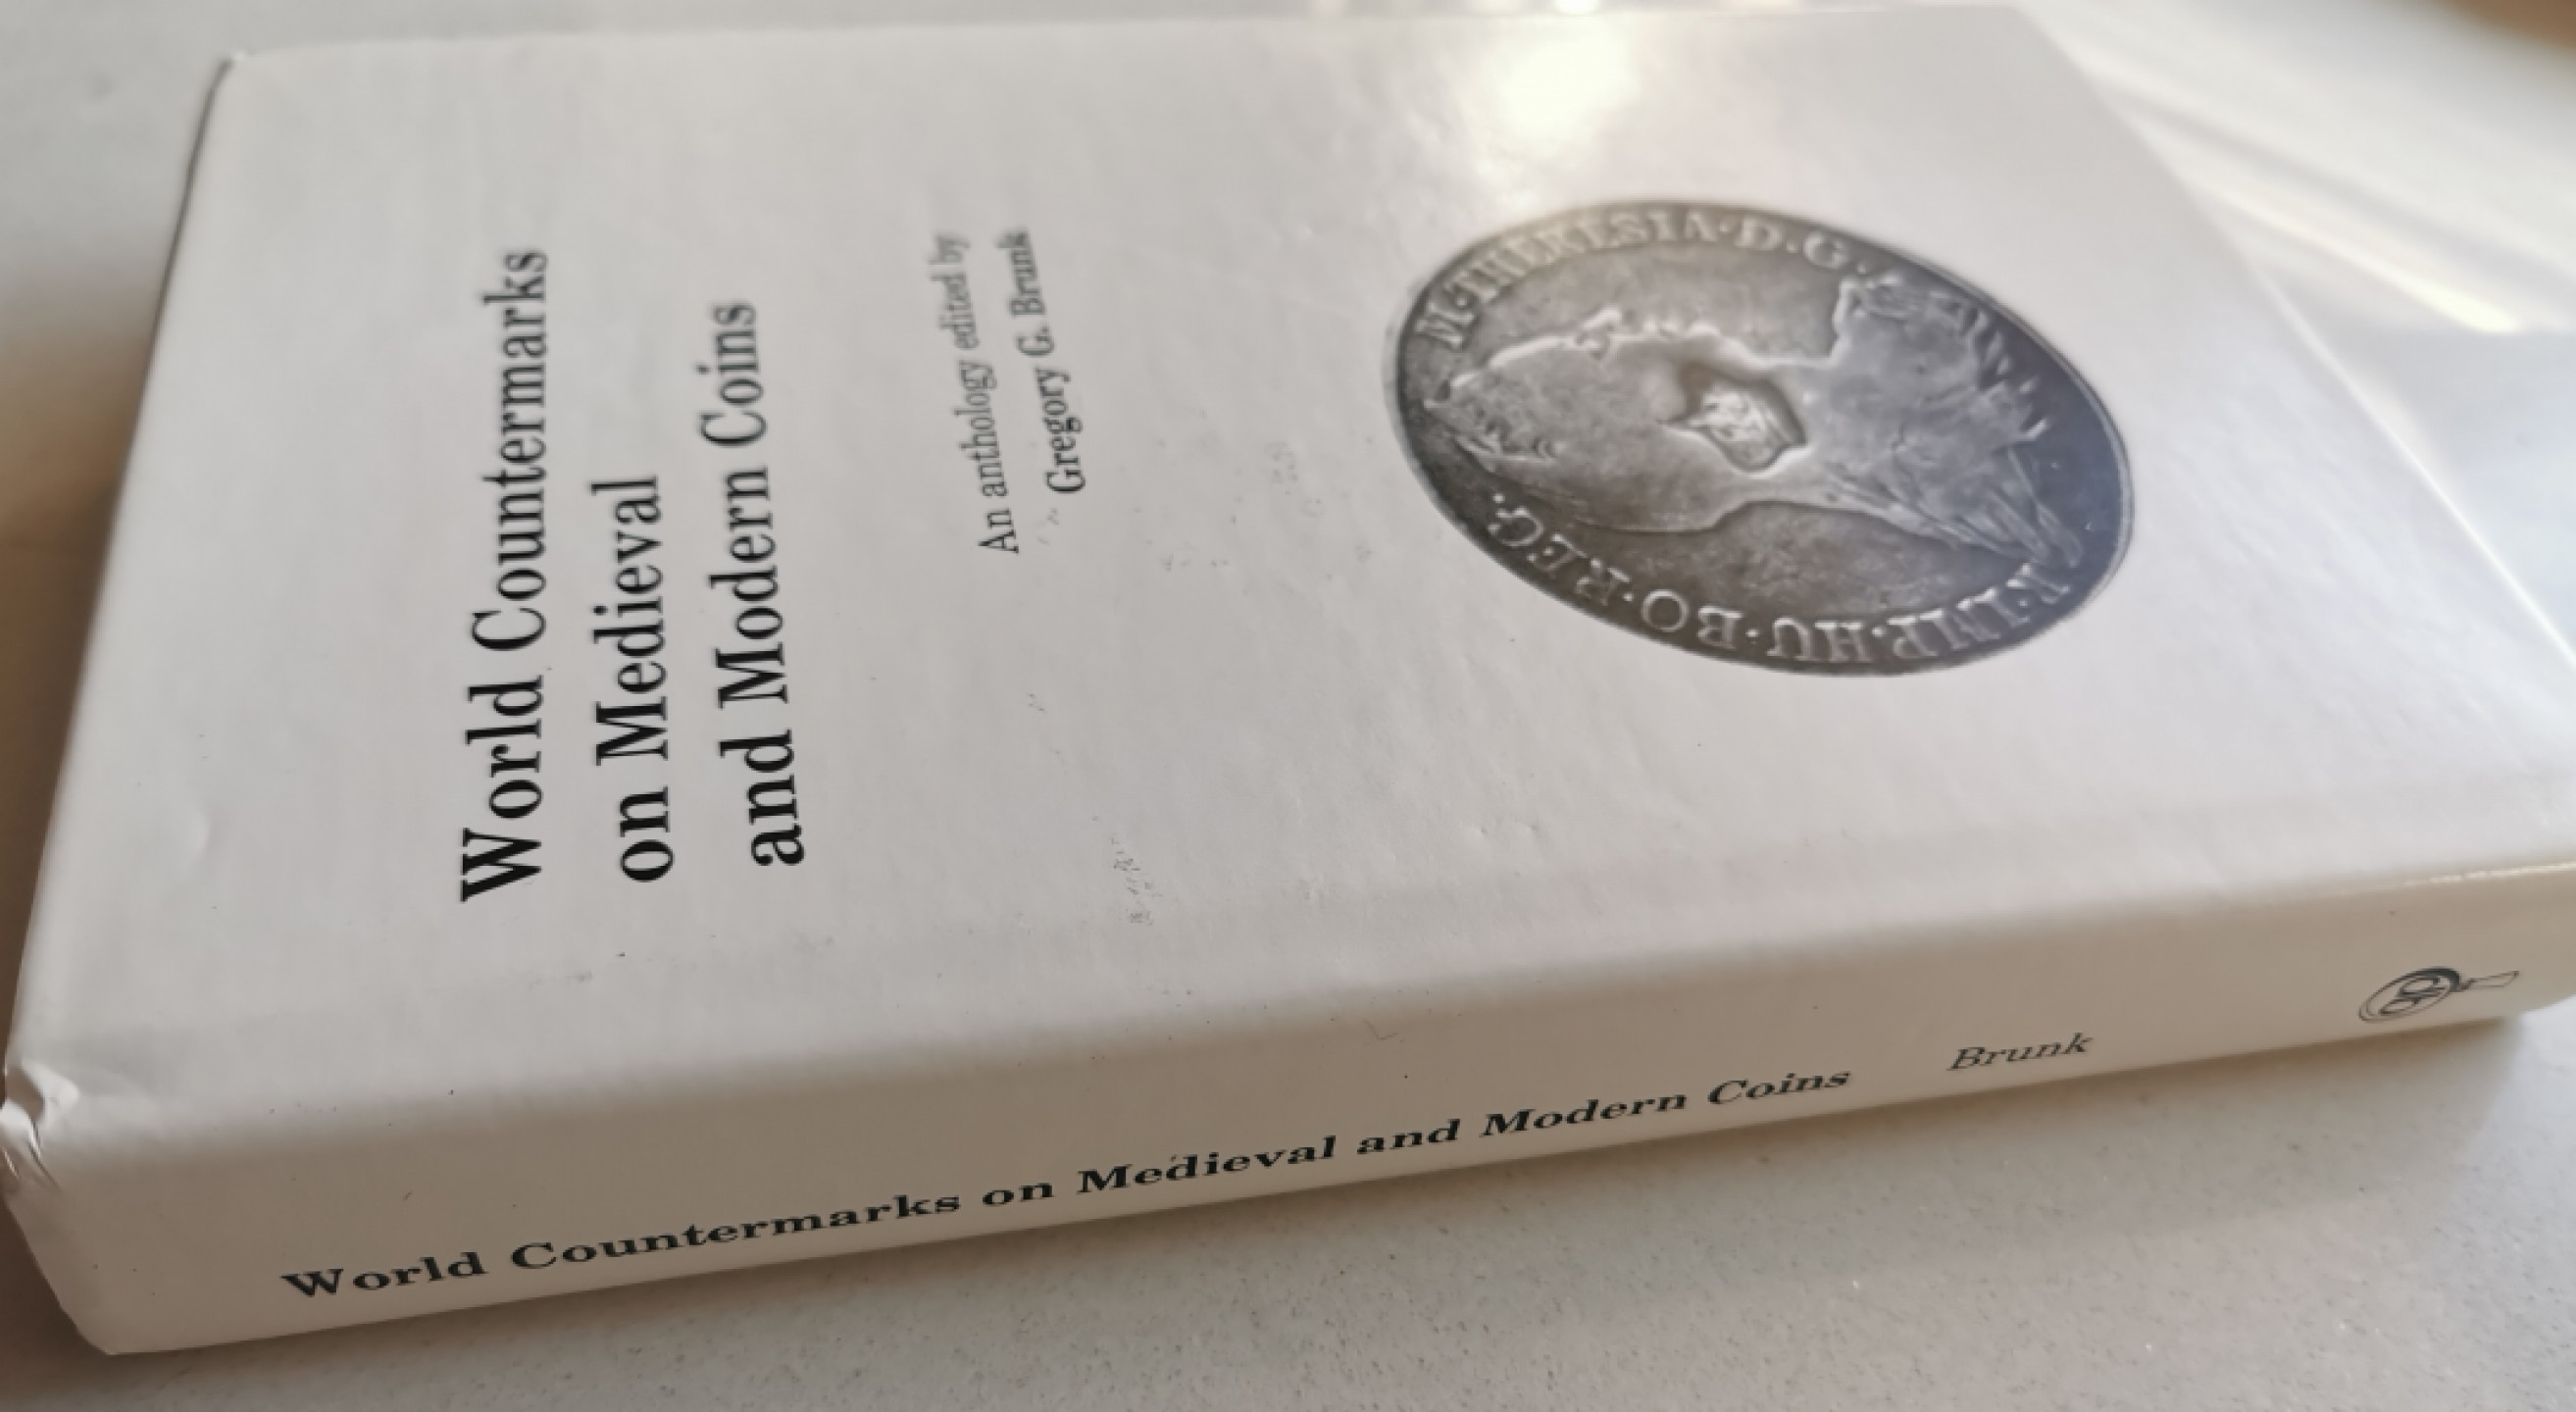 World Countermarks
on Medieval
and Modern Coins
An anthology edited by
Gregory G. Brunk
M·THERESIA·D·G·
R·IMP·HU·BO·REG·
World Countermarks on Medieval and Modern Coins Brunk